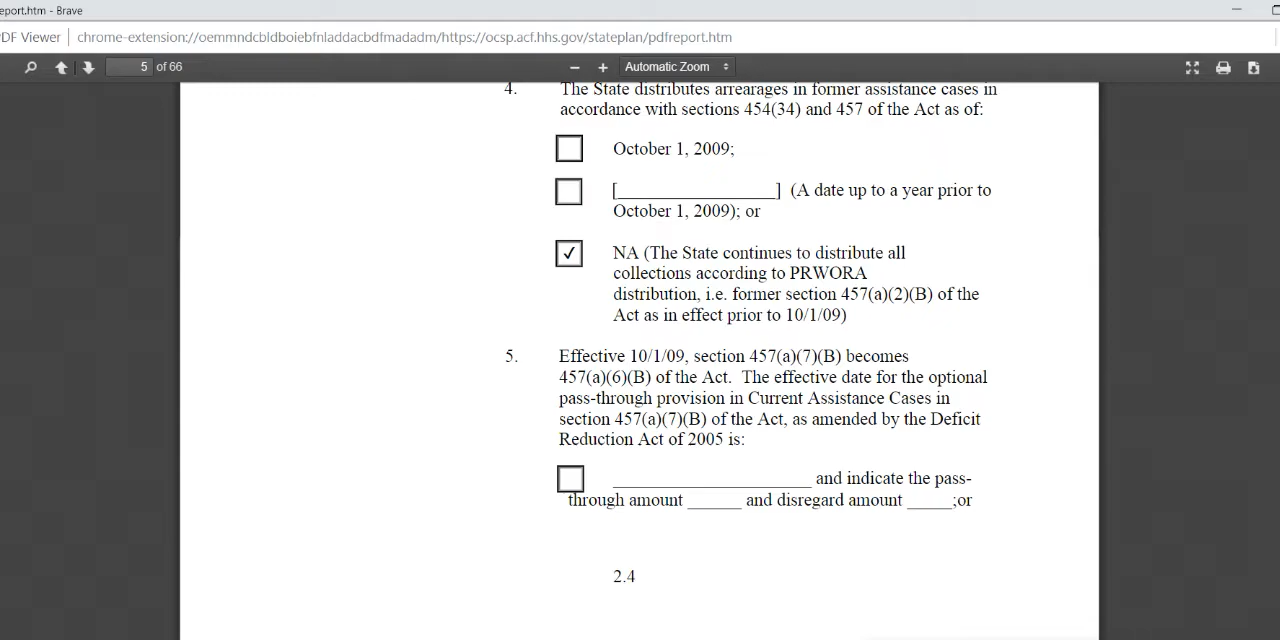 eport.htm - Brave
DF Viewer chrome-extension://oemmndcbldboiebfnladdacbdfmadadm/https://ocsp.acf.hhs.gov/stateplan/pdfreport.htm
5 of 66 Automatic Zoom
4. The State distributes arrearages in former assistance cases in
accordance with sections 454(34) and 457 of the Act as of:
October 1, 2009;
[_________________] (A date up to a year prior to
October 1, 2009); or
NA (The State continues to distribute all
collections according to PRWORA
distribution, i.e. former section 457(a)(2)(B) of the
Act as in effect prior to 10/1/09)
5. Effective 10/1/09, section 457(a)(7)(B) becomes
457(a)(6)(B) of the Act. The effective date for the optional
pass-through provision in Current Assistance Cases in
section 457(a)(7)(B) of the Act, as amended by the Deficit
Reduction Act of 2005 is:
______________________ and indicate the pass-
through amount ______ and disregard amount _____;or
2.4